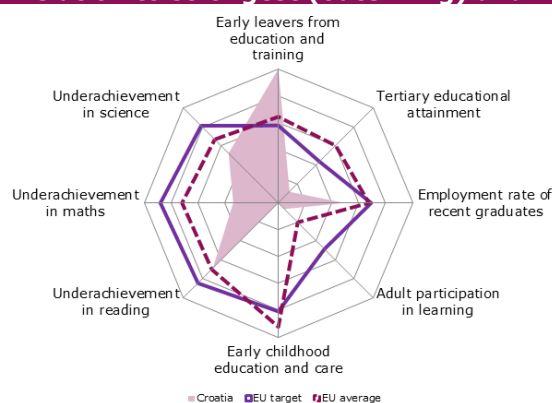 Early leavers from
education and
training
Underachievement
in science
Tertiary educational
attainment
Underachievement
in maths
Employment rate of
recent graduates
Underachievement
in reading
Adult participation
in learning
Early childhood
education and care
Croatia EU target EU average